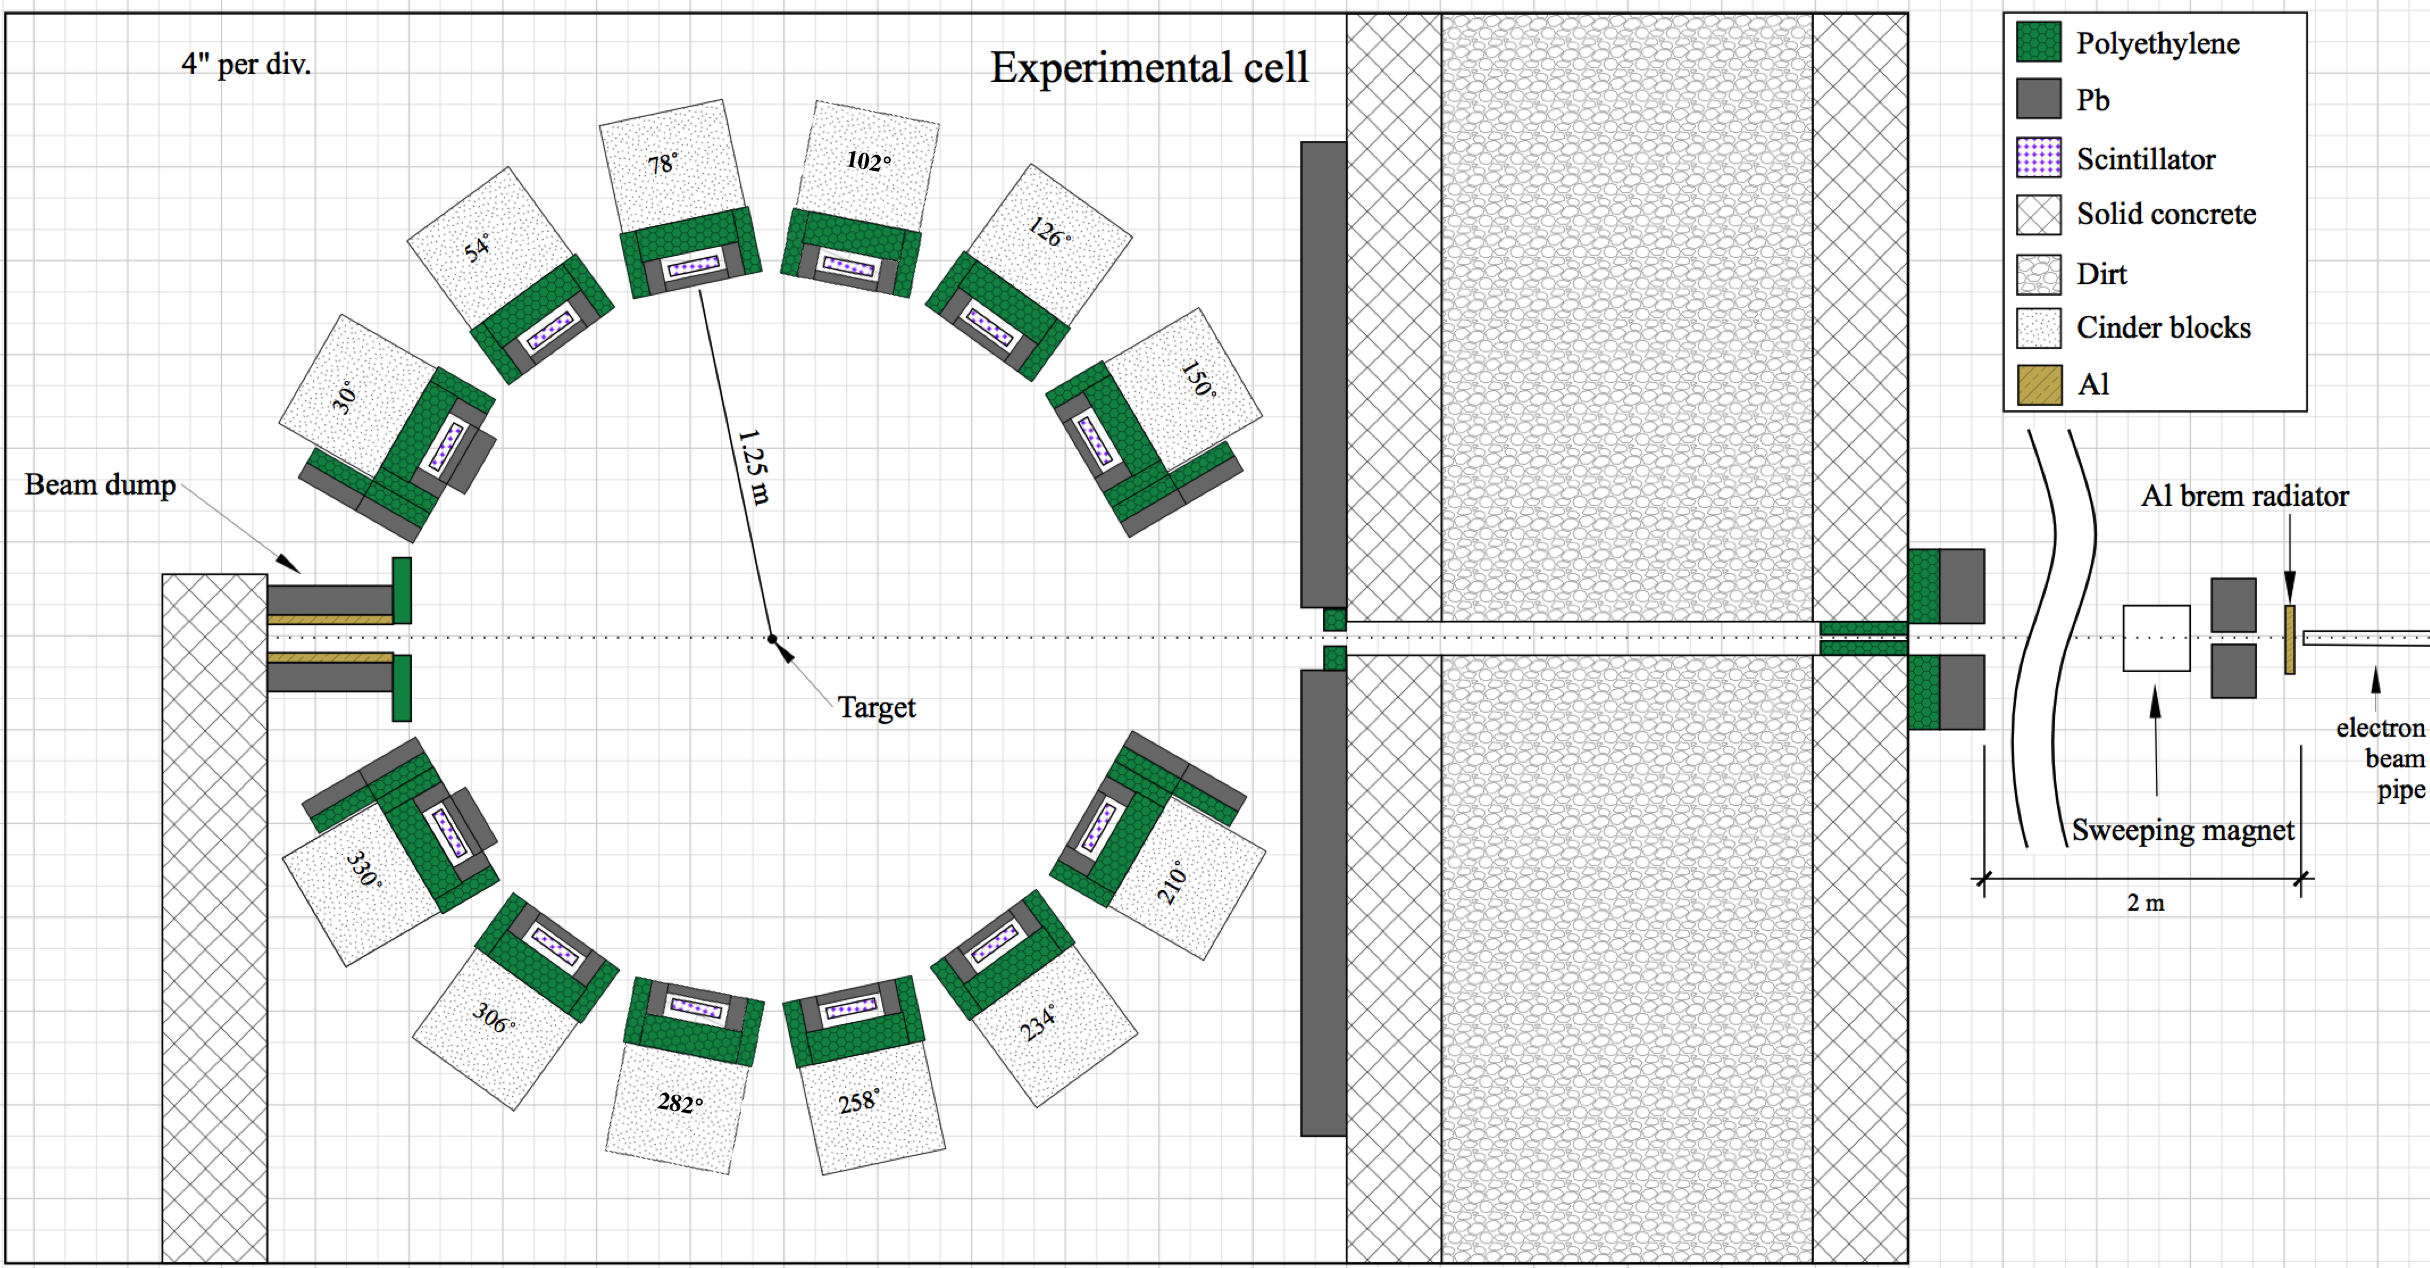 4" per div.
Experimental cell
Polyethylene
Pb
Scintillator
Solid concrete
Dirt
Cinder blocks
Al
78°
102°
54°
126°
30°
150°
1.25 m
Beam dump
Target
Al brem radiator
electron
beam
pipe
Sweeping magnet
2 m
330°
210°
306°
234°
282°
258°